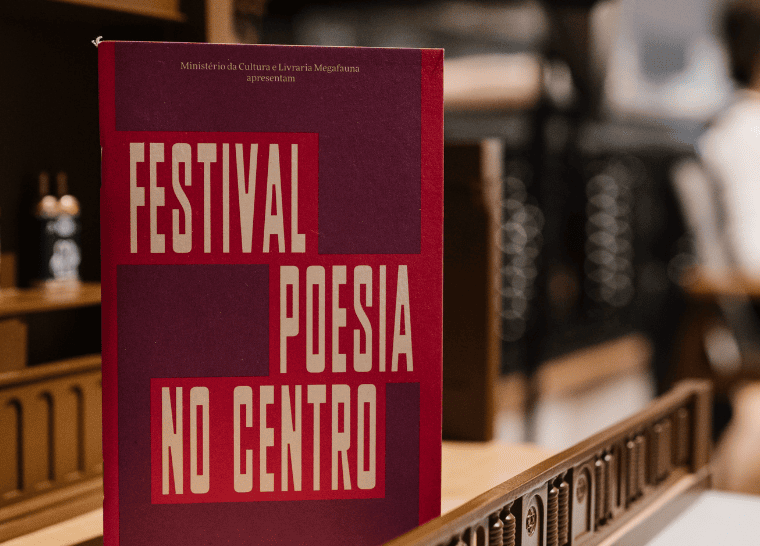 Ministério da Cultura e Livraria Megafauna
apresentam
FESTIVAL
POESIA
NO CENTRO